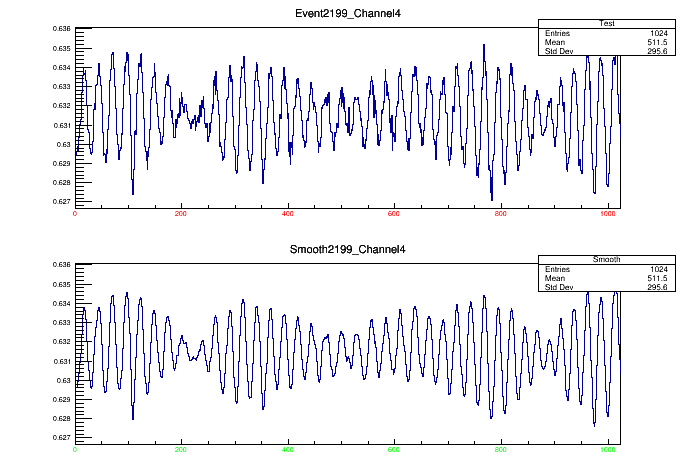 Event2199_Channel4
Test
Entries 1024
Mean 511.5
Std Dev 295.6
0.636
0.635
0.634
0.633
0.632
0.631
0.63
0.629
0.628
0.627
0 200 400 600 800 1000
Smooth2199_Channel4
Smooth
Entries 1024
Mean 511.5
Std Dev 295.6
0.636
0.635
0.634
0.633
0.632
0.631
0.63
0.629
0.628
0.627
0 200 400 600 800 1000